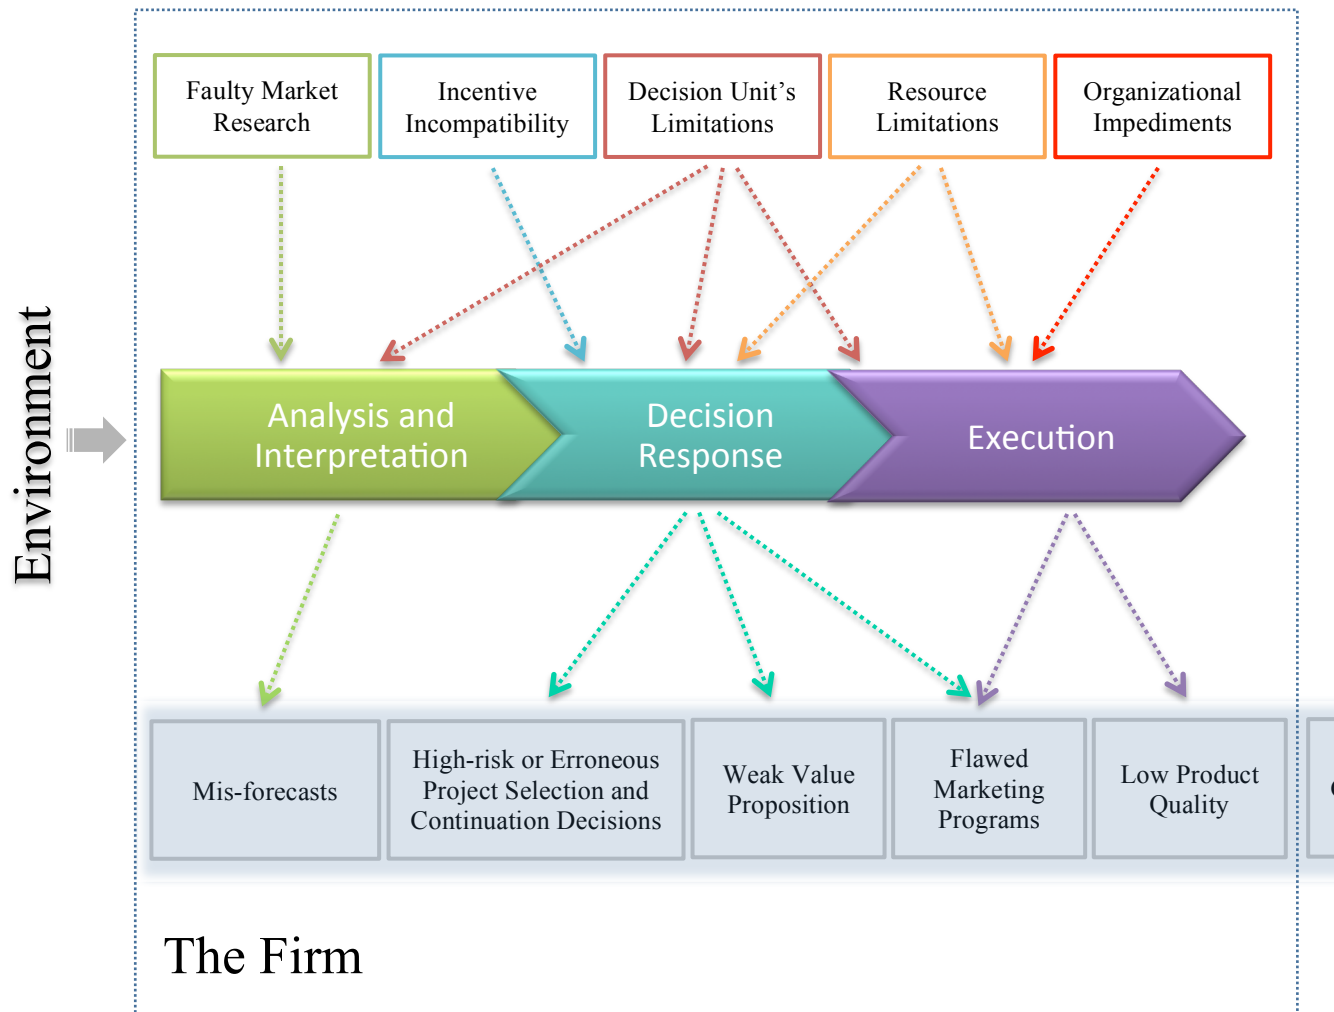 Faulty Market
Research
Incentive
Incompatibility
Decision Unit's
Limitations
Resource
Limitations
Organizational
Impediments
Environment
Analysis and
Interpretation
Decision
Response
Execution
Mis-forecasts
High-risk or Erroneous
Project Selection and
Continuation Decisions
Weak Value
Proposition
Flawed
Marketing
Programs
Low Product
Quality
The Firm